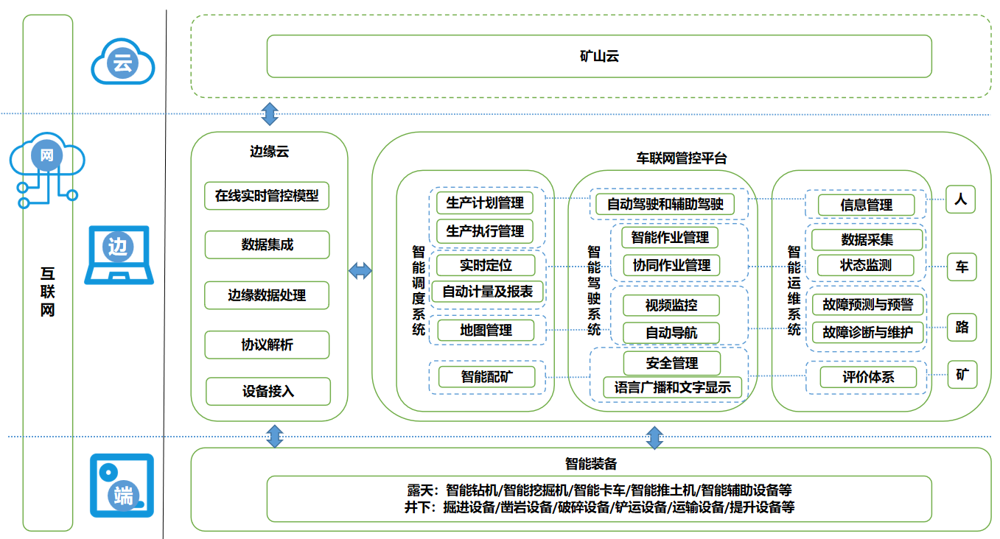 云
矿山云
网
互联网
边
边缘云
在线实时管控模型
数据集成
边缘数据处理
协议解析
设备接入
车联网管控平台
智能调度系统
生产计划管理
生产执行管理
实时定位
自动计量及报表
地图管理
智能配矿
智能驾驶系统
自动驾驶和辅助驾驶
智能作业管理
协同作业管理
视频监控
自动导航
安全管理
语言广播和文字显示
智能运维系统
信息管理
数据采集
状态监测
故障预测与预警
故障诊断与维护
评价体系
人
车
路
矿
端
智能装备
露天：智能钻机/智能挖掘机/智能卡车/智能推土机/智能辅助设备等
井下：掘进设备/凿岩设备/破碎设备/铲运设备/运输设备/提升设备等